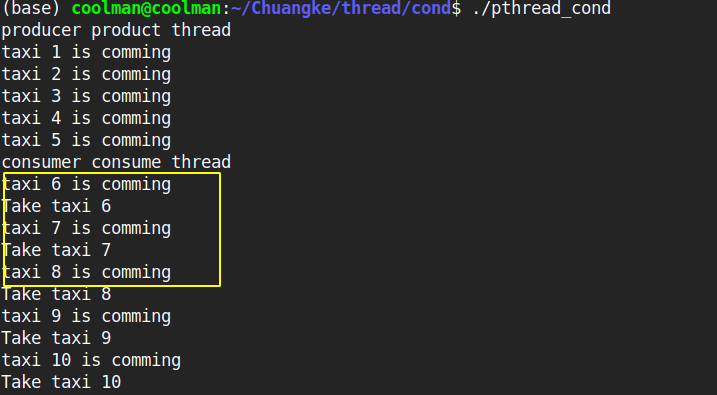 (base) coolman@coolman:~/Chuangke/thread/cond$ ./pthread_cond
producer product thread
taxi 1 is comming
taxi 2 is comming
taxi 3 is comming
taxi 4 is comming
taxi 5 is comming
consumer consume thread
taxi 6 is comming
Take taxi 6
taxi 7 is comming
Take taxi 7
taxi 8 is comming
Take taxi 8
taxi 9 is comming
Take taxi 9
taxi 10 is comming
Take taxi 10